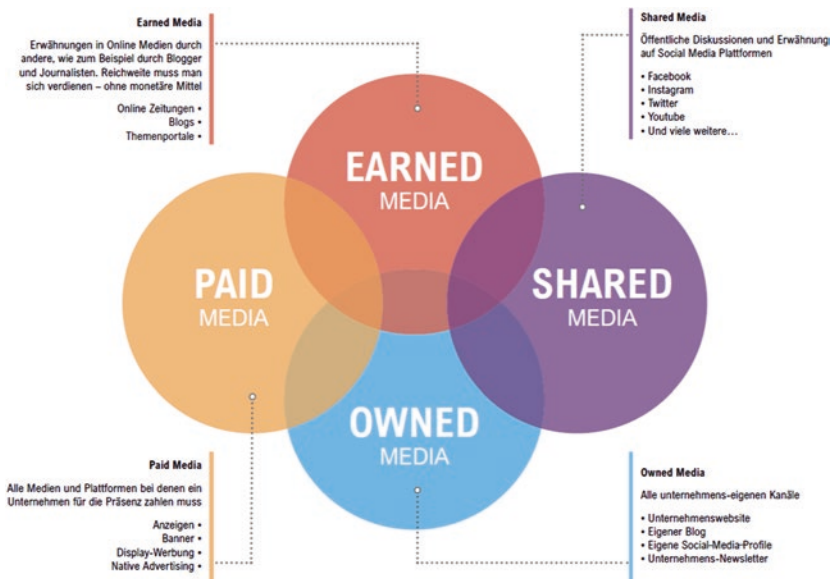 Earned Media
Erwähnungen in Online Medien durch
andere, wie zum Beispiel durch Blogger
und Journalisten. Reichweite muss man
sich verdienen – ohne monetäre Mittel
Online Zeitungen •
Blogs •
Themenportale •
Shared Media
Öffentliche Diskussionen und
auf Social Media Plattformen
• Facebook
• Instagram
• Twitter
• Youtube
• Und viele weitere...
EARNED
MEDIA
PAID
MEDIA
SHARED
MEDIA
OWNED
MEDIA
Paid Media
Alle Medien und Plattformen bei denen ein
Unternehmen für die Präsenz zahlen muss
Anzeigen •
Banner •
Display-Werbung •
Native Advertising •
Owned Media
Alle unternehmens-eigenen Kanäle
• Unternehmenswebsite
• Eigener Blog
• Eigene Social-Media-Profile
• Unternehmens-Newsletter